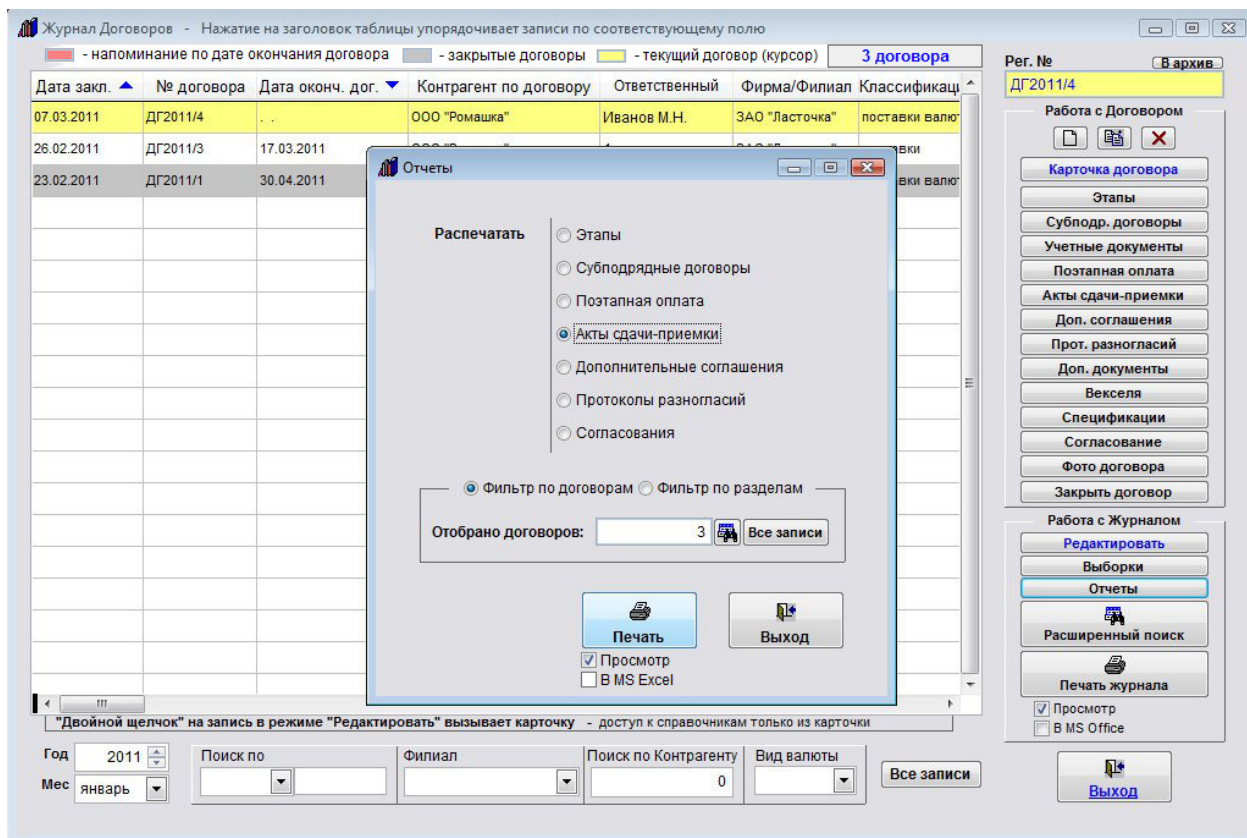 Журнал Договоров - Нажатие на заголовок таблицы упорядочивает записи по соответствующему полю
- напоминание по дате окончания договора - закрытые договоры - текущий договор (курсор) 3 договора
Рег. № В архив
ДГ2011/4
Дата закл. № договора Дата оконч. дог. Контрагент по договору Ответственный Фирма/Филиал Классификаци
07.03.2011 ДГ2011/4 . . ООО "Ромашка" Иванов М.Н. ЗАО "Ласточка" поставки валют
26.02.2011 ДГ2011/3 17.03.2011
23.02.2011 ДГ2011/1 30.04.2011
Отчеты
Распечатать
Этапы
Субподрядные договоры
Поэтапная оплата
Акты сдачи-приемки
Дополнительные соглашения
Протоколы разногласий
Согласования
Фильтр по договорам Фильтр по разделам
Отобрано договоров: 3 Все записи
Печать Выход
Просмотр
В MS Excel
Работа с Договором
Карточка договора
Этапы
Субподр. договоры
Учетные документы
Поэтапная оплата
Акты сдачи-приемки
Доп. соглашения
Прот. разногласий
Доп. документы
Векселя
Спецификации
Согласование
Фото договора
Закрыть договор
Работа с Журналом
Редактировать
Выборки
Отчеты
Расширенный поиск
Печать журнала
Просмотр
В MS Office
Выход
"Двойной щелчок" на запись в режиме "Редактировать" вызывает карточку - доступ к справочникам только из карточки
Год 2011 Поиск по Филиал Поиск по Контрагенту Вид валюты
Мес январь 0 Все записи